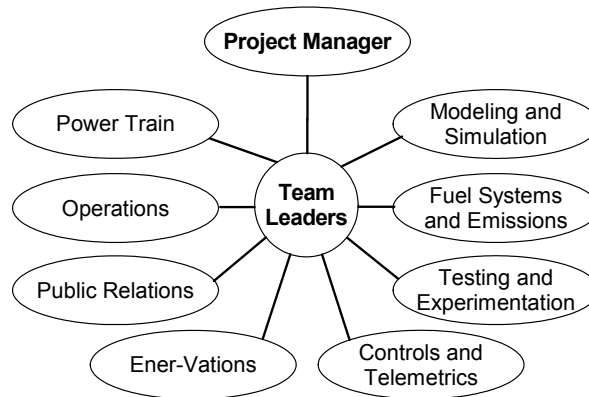 Project Manager
Power Train
Modeling and
Simulation
Team
Leaders
Operations
Fuel Systems
and Emissions
Public Relations
Testing and
Experimentation
Ener-Vations
Controls and
Telemetrics